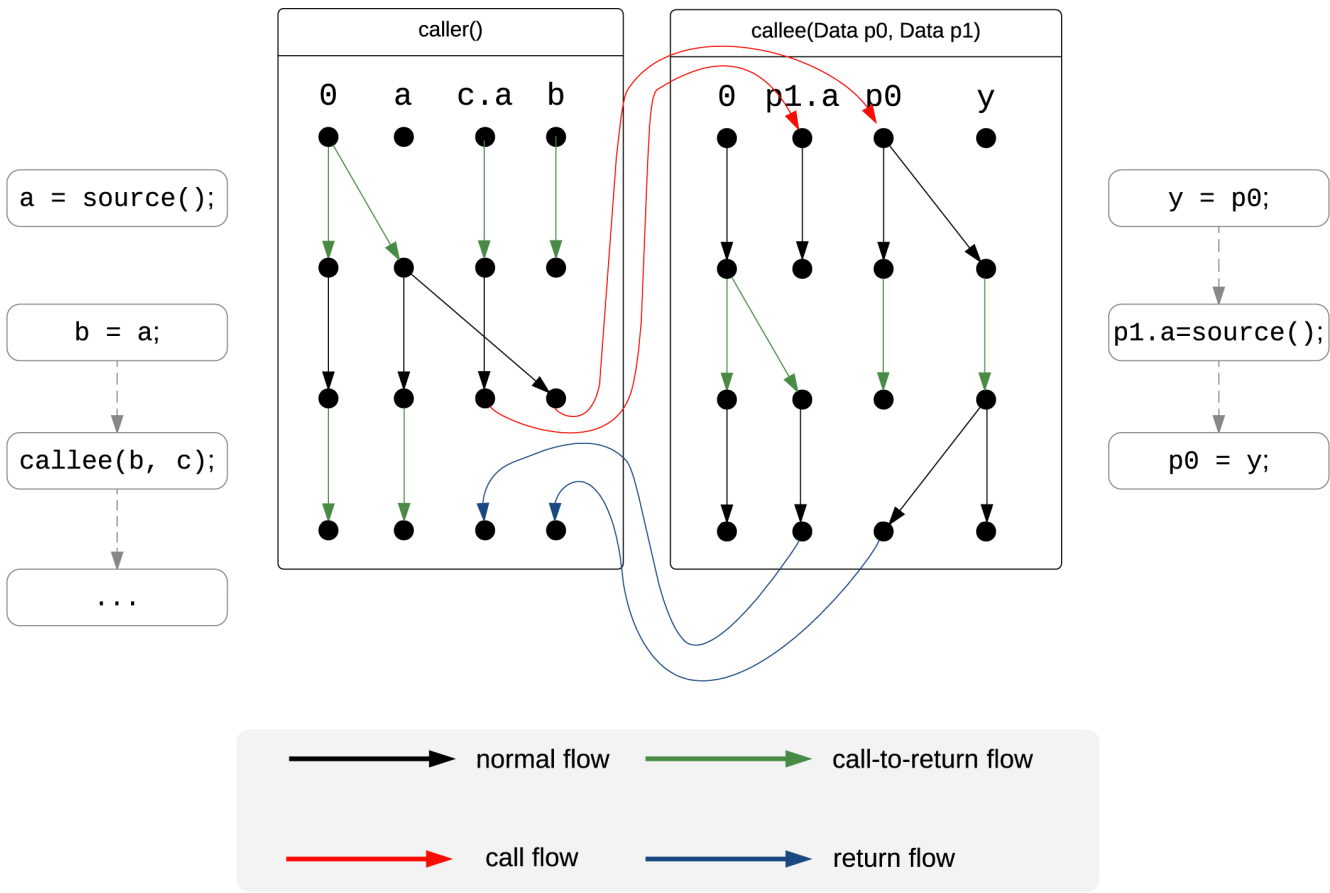 caller()
callee(Data p0, Data p1)
0 a c.a b
0 p1.a p0 y
a = source();
b = a;
callee(b, c);
...
y = p0;
p1.a=source();
p0 = y;
normal flow
call-to-return flow
call flow
return flow